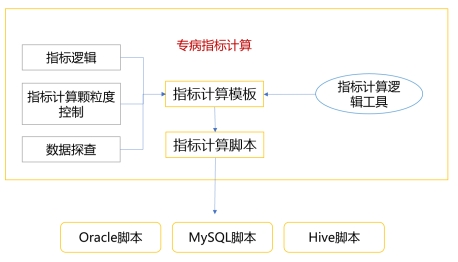 专病指标计算
指标逻辑
指标计算颗粒度
控制
数据探查
指标计算模板
指标计算逻
辑工具
指标计算脚本
Oracle脚本
MySQL脚本
Hive脚本